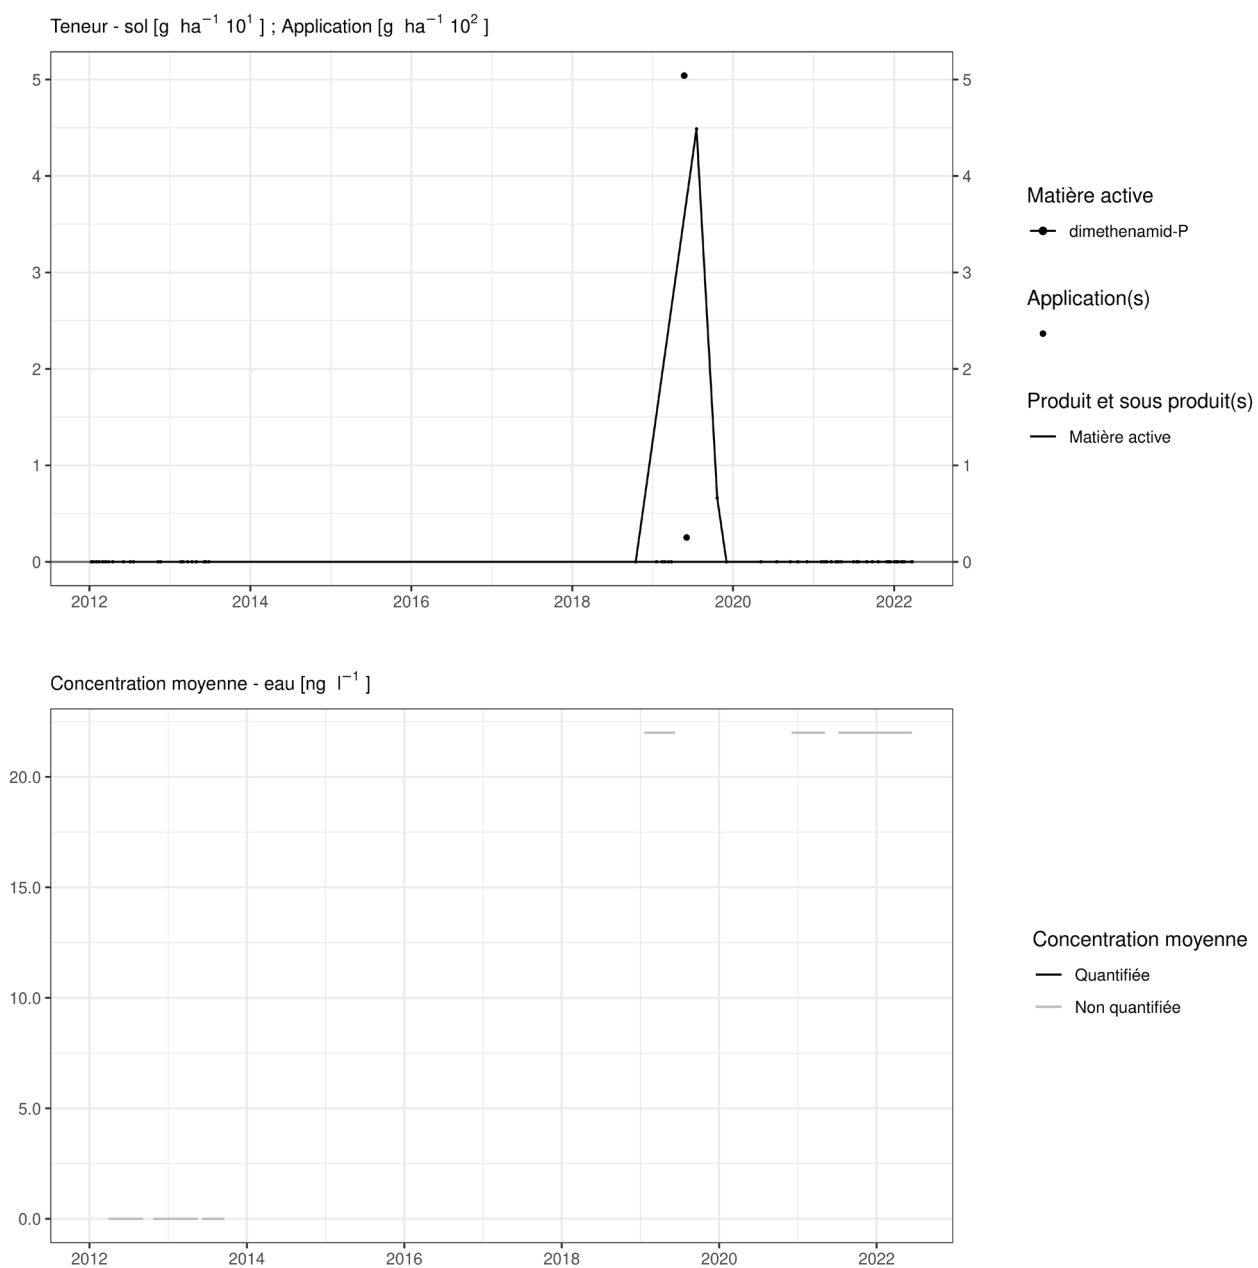 Teneur - sol [g ha⁻¹ 10¹ ] ; Application [g ha⁻¹ 10² ]
5
4
3
2
1
0
5
4
3
2
1
0
2012 2014 2016 2018 2020 2022
Matière active
dimethenamid-P
Application(s)
Produit et sous produit(s)
Matière active
Concentration moyenne - eau [ng l⁻¹ ]
20.0
15.0
10.0
5.0
0.0
2012 2014 2016 2018 2020 2022
Concentration moyenne
Quantifiée
Non quantifiée